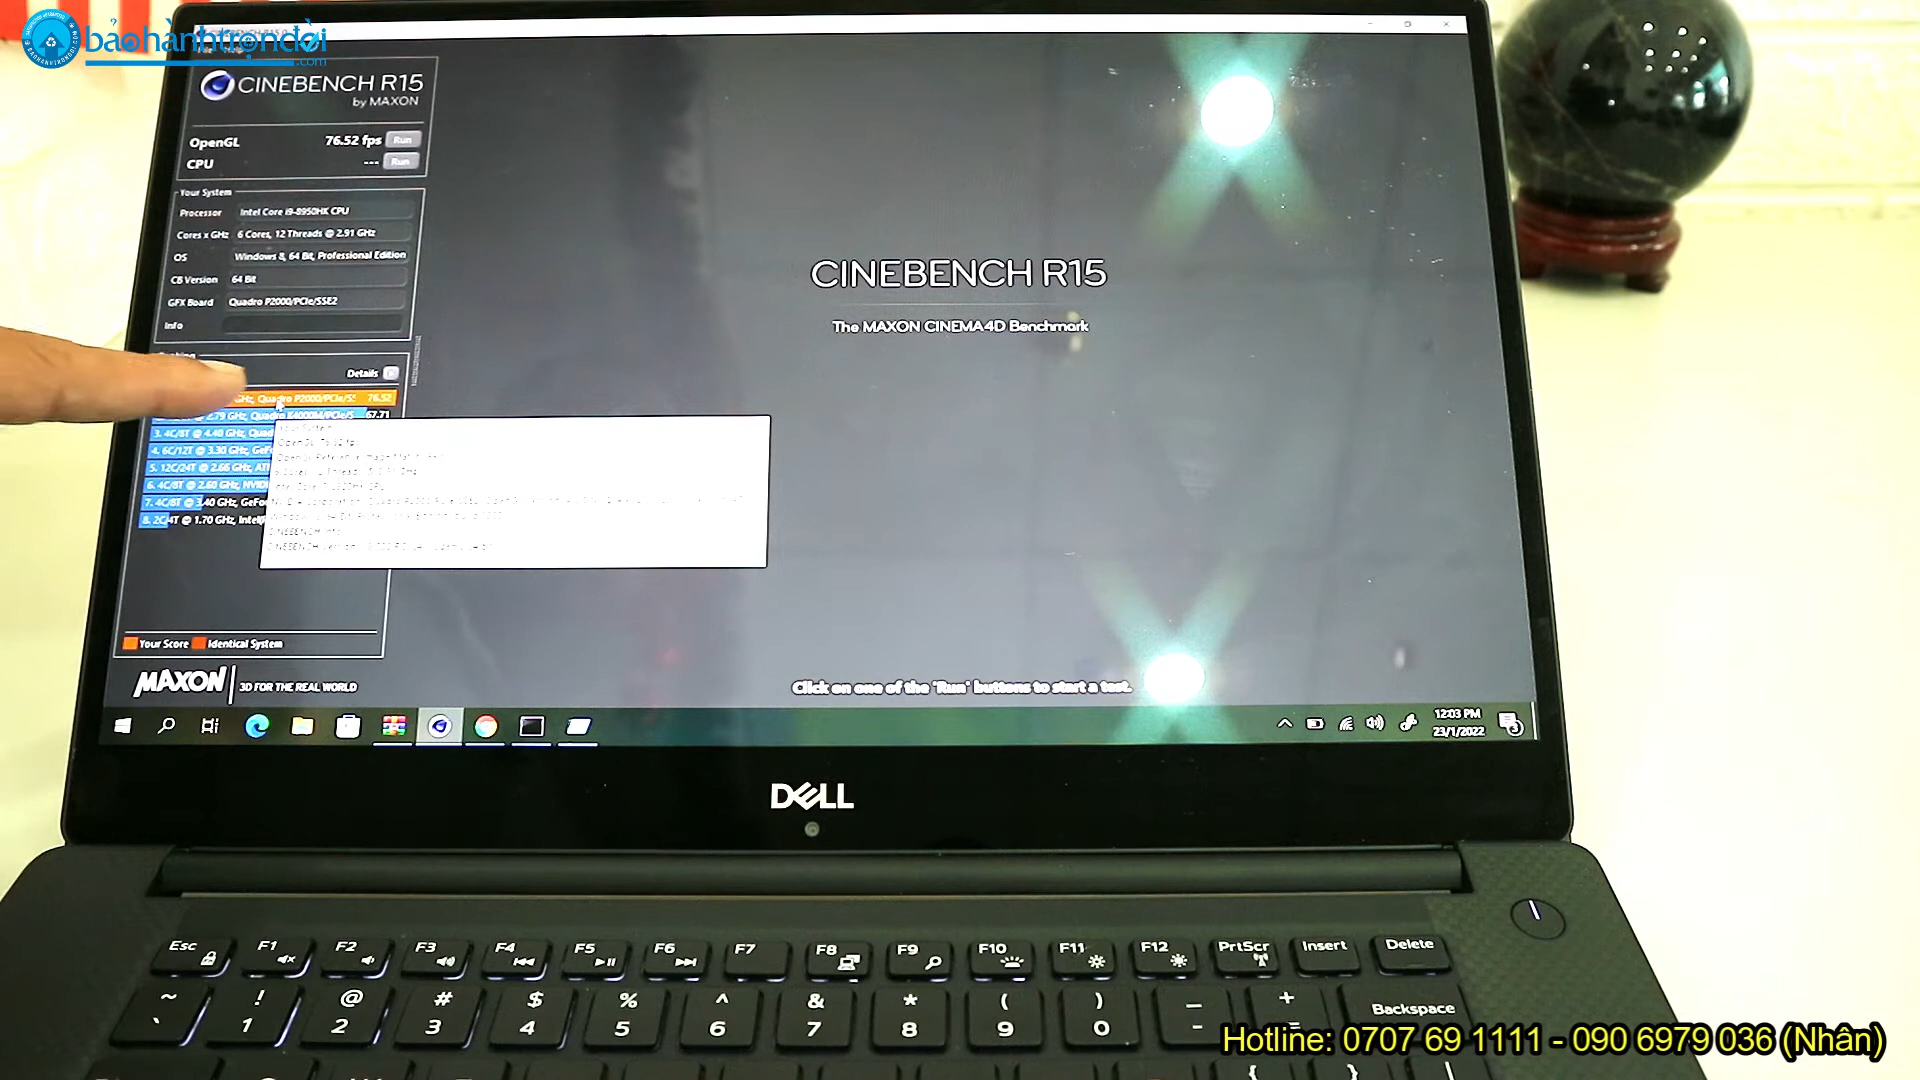 bảohànhtrọnđời
.com
CINEBENCH R15
by MAXON
OpenGL 76.52 fps Run
CPU --- Run
Your System
Processor Intel Core i9-8950HK CPU
Cores x GHz 6 Cores, 12 Threads @ 2.91 GHz
OS Windows 8, 64 Bit, Professional Edition
CB Version 64 Bit
GFX Board Quadro P2000/PCIe/SSE2
Info
Details
GHz, Quadro P2000/PCIe/SS 76.52
2.79 GHz, Quadro K4000M/PCIe/S 67.71
3. 4C/8T @ 4.40 GHz, Quad
4. 6C/12T @ 3.30 GHz, GeF
5. 12C/24T @ 2.66 GHz, ATI
6. 4C/8T @ 2.60 GHz, NVIDI
7. 4C/8T @ 3.40 GHz, GeFo
8. 2C/4T @ 1.70 GHz, Intel(R
Your System
Your Score Identical System
MAXON 3D FOR THE REAL WORLD
CINEBENCH R15
The MAXON CINEMA4D Benchmark
Click on one of the 'Run' buttons to start a test.
12:03 PM
23/1/2022
DELL
Esc F1 F2 F3 F4 F5 F6 F7 F8 F9 F10 F11 F12 PrtScr Insert Delete
~ ! @ # $ % ^ & * ( ) _ +
` 1 2 3 4 5 6 7 8 9 0 - = Backspace
{ }
Hotline: 0707 69 1111 - 090 6979 036 (Nhân)